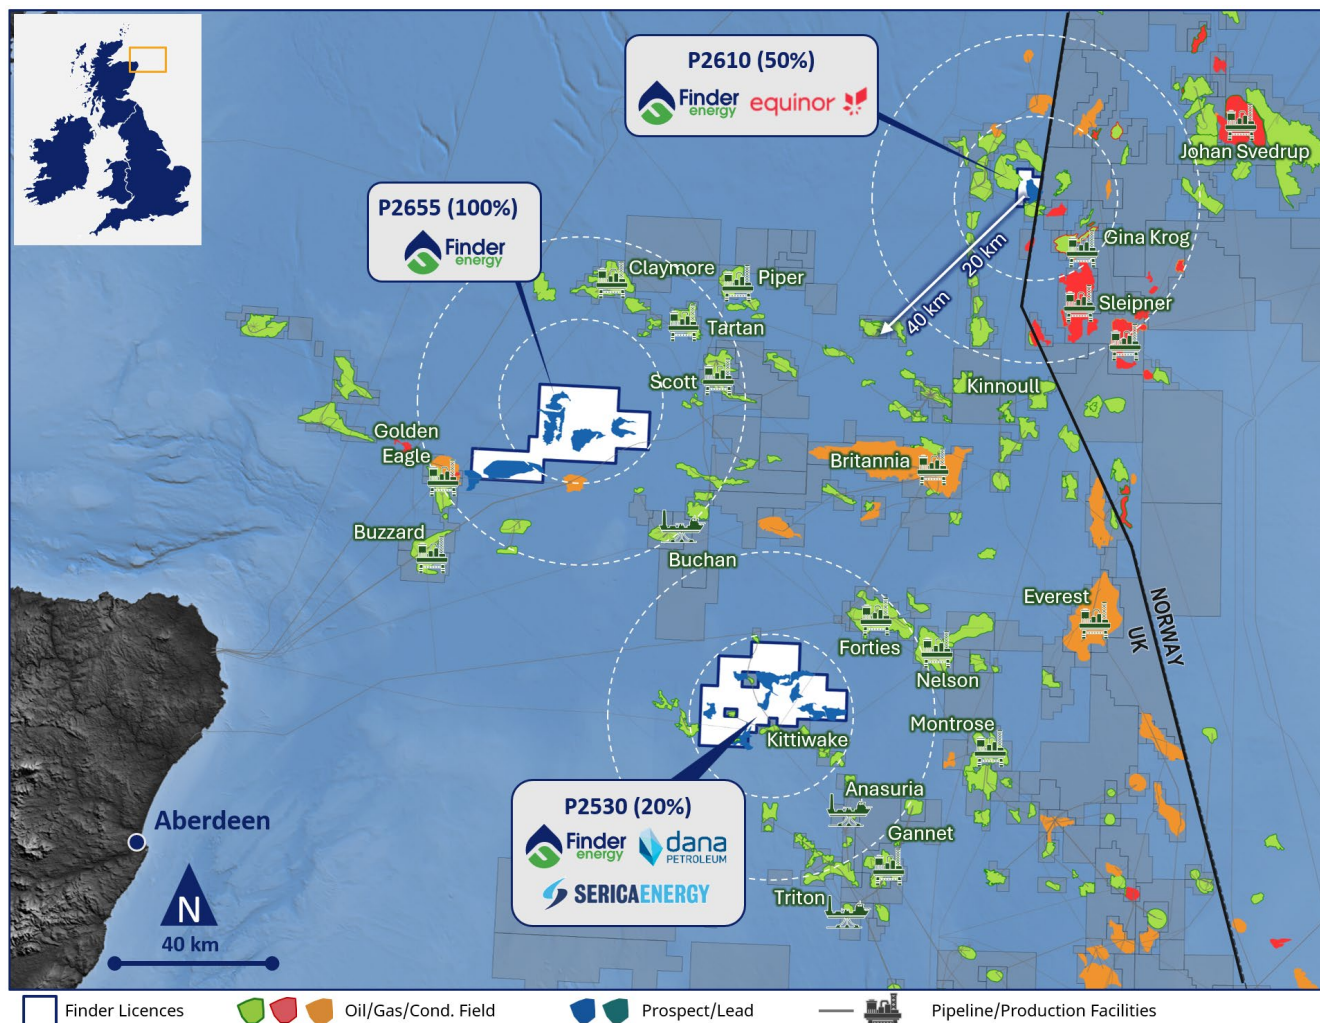 P2610 (50%)
Finder
energy
equinor
Johan Svedrup
P2655 (100%)
Finder
energy
Gina Krog
20 km
40 km
Claymore
Piper
Sleipner
Tartan
Scott
Kinnoull
Golden
Eagle
Britannia
Buzzard
Buchan
Everest
NORWAY
UK
Forties
Nelson
Montrose
Kittiwake
P2530 (20%)
Finder
energy
dana
PETROLEUM
SERICAENERGY
Anasuria
Gannet
Triton
Aberdeen
N
40 km
Finder Licences
Oil/Gas/Cond. Field
Prospect/Lead
Pipeline/Production Facilities